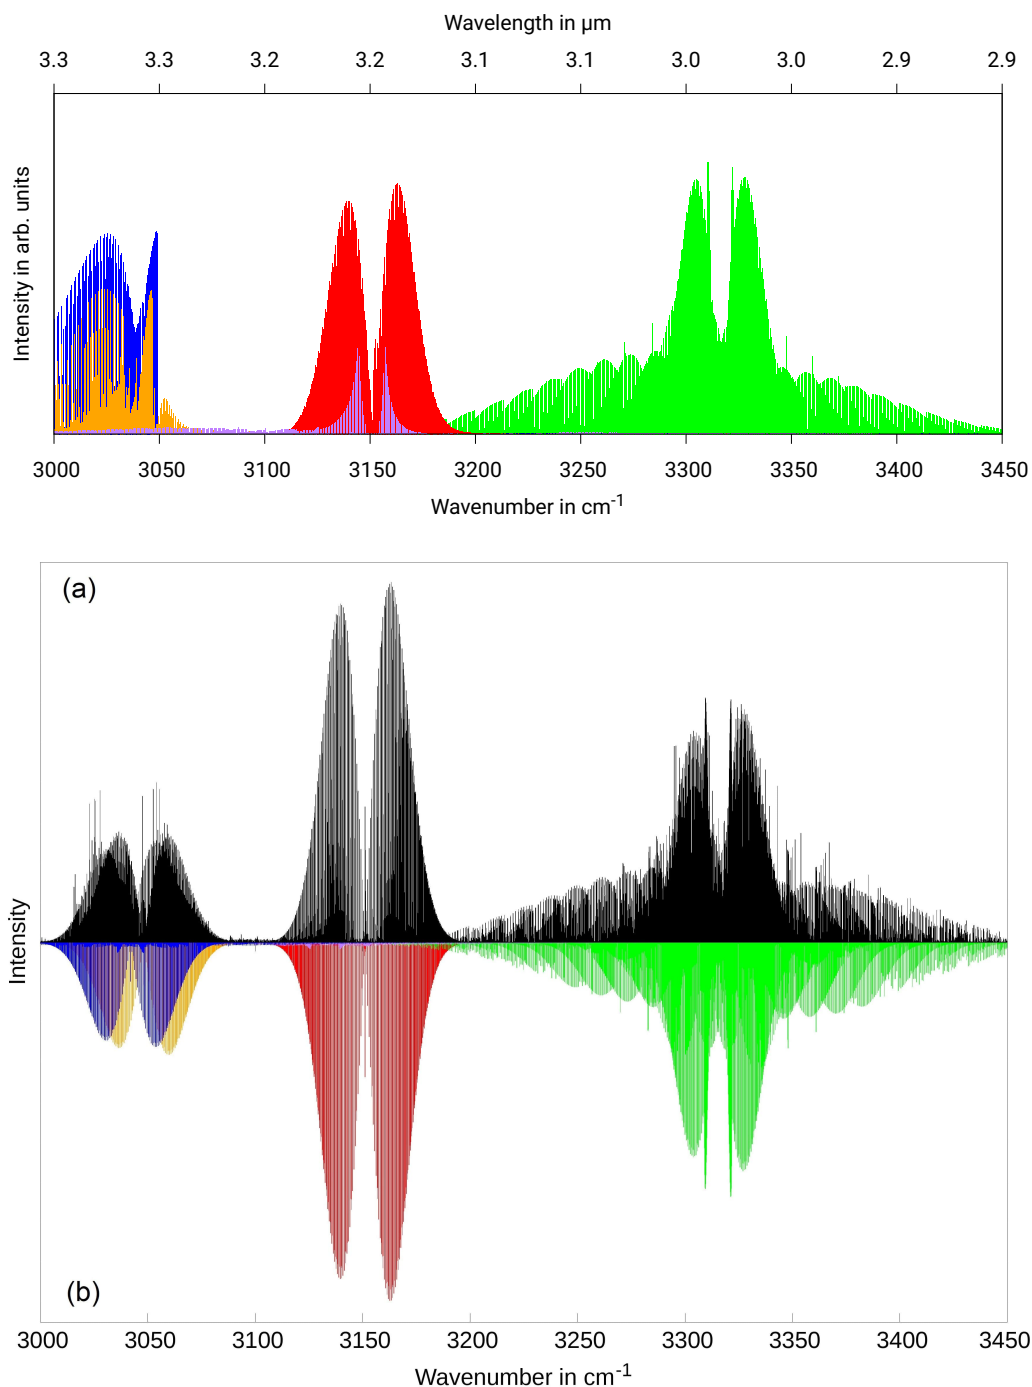 Wavelength in µm
3.3 3.3 3.2 3.2 3.1 3.1 3.0 3.0 2.9 2.9
Intensity in arb. units
3000 3050 3100 3150 3200 3250 3300 3350 3400 3450
Wavenumber in cm-1
(a)
Intensity
(b)
3000 3050 3100 3150 3200 3250 3300 3350 3400 3450
Wavenumber in cm-1